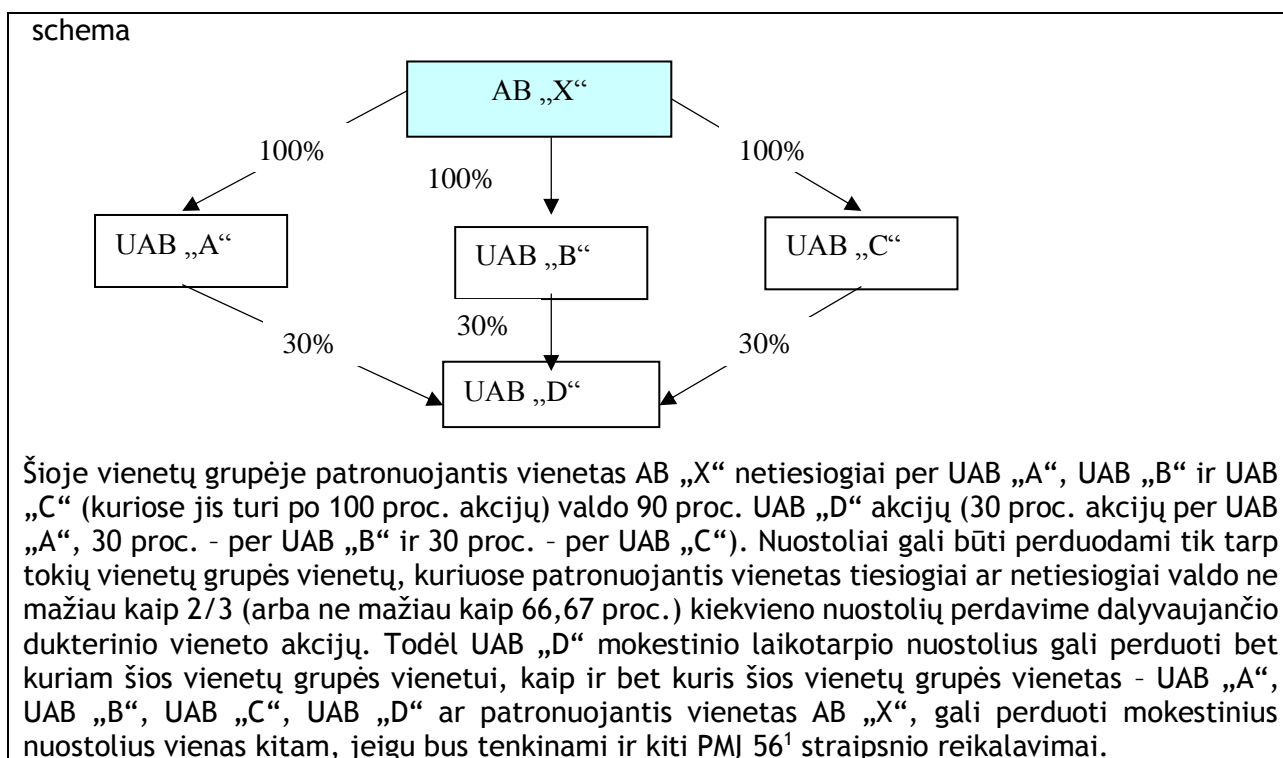 schema
AB „X“
100%
100%
100%
UAB „A“
UAB „B“
UAB „C“
30%
30%
30%
UAB „D“
Šioje vienetų grupėje patronuojantis vienetas AB „X“ netiesiogiai per UAB „A“, UAB „B“ ir UAB
„C“ (kuriose jis turi po 100 proc. akcijų) valdo 90 proc. UAB „D“ akcijų (30 proc. akcijų per UAB
„A“, 30 proc. - per UAB „B“ ir 30 proc. - per UAB „C“). Nuostoliai gali būti perduodami tik tarp
tokių vienetų grupės vienetų, kuriuose patronuojantis vienetas tiesiogiai ar netiesiogiai valdo ne
mažiau kaip 2/3 (arba ne mažiau kaip 66,67 proc.) kiekvieno nuostolių perdavime dalyvaujančio
dukterinio vieneto akcijų. Todėl UAB „D“ mokestinio laikotarpio nuostolius gali perduoti bet
kuriam šios vienetų grupės vienetui, kaip ir bet kuris šios vienetų grupės vienetas - UAB „A“,
UAB „B“, UAB „C“, UAB „D“ ar patronuojantis vienetas AB „X“, gali perduoti mokestinius
nuostolius vienas kitam, jeigu bus tenkinami ir kiti PMĮ 56¹ straipsnio reikalavimai.